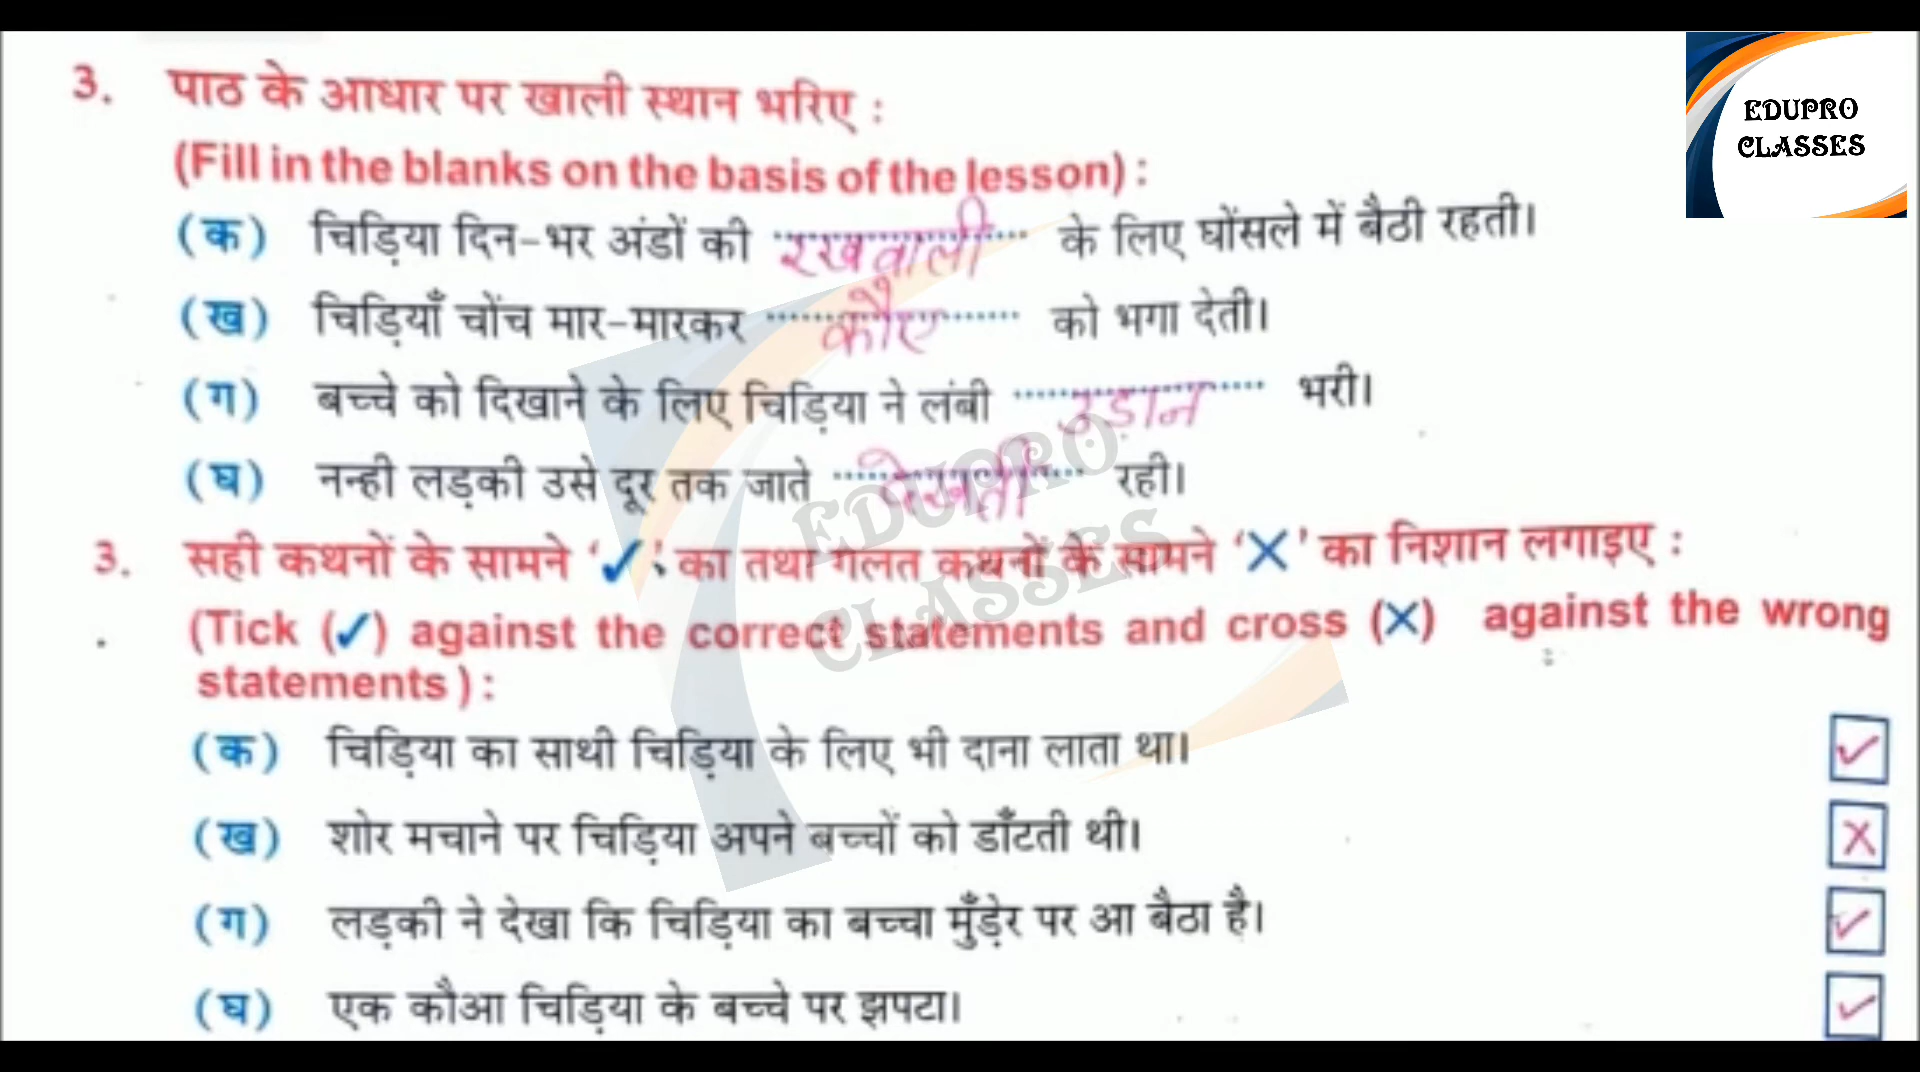 EDUPRO
CLASSES
3. पाठ के आधार पर खाली स्थान भरिए :
(Fill in the blanks on the basis of the lesson) :
(क) चिड़िया दिन-भर अंडों की रखवाली के लिए घोंसले में बैठी रहती।
(ख) चिड़ियाँ चोंच मार-मारकर कौए को भगा देती।
(ग) बच्चे को दिखाने के लिए चिड़िया ने लंबी उड़ान भरी।
(घ) नन्ही लड़की उसे दूर तक जाते देखती रही।
EDUPRO
CLASSES
3. सही कथनों के सामने ‘✓’ का तथा गलत कथनों के सामने ‘X’ का निशान लगाइए :
(Tick (✓) against the correct statements and cross (X) against the wrong
statements) :
(क) चिड़िया का साथी चिड़िया के लिए भी दाना लाता था। ✓
(ख) शोर मचाने पर चिड़िया अपने बच्चों को डाँटती थी। X
(ग) लड़की ने देखा कि चिड़िया का बच्चा मुँड़ेर पर आ बैठा है। ✓
(घ) एक कौआ चिड़िया के बच्चे पर झपटा। ✓